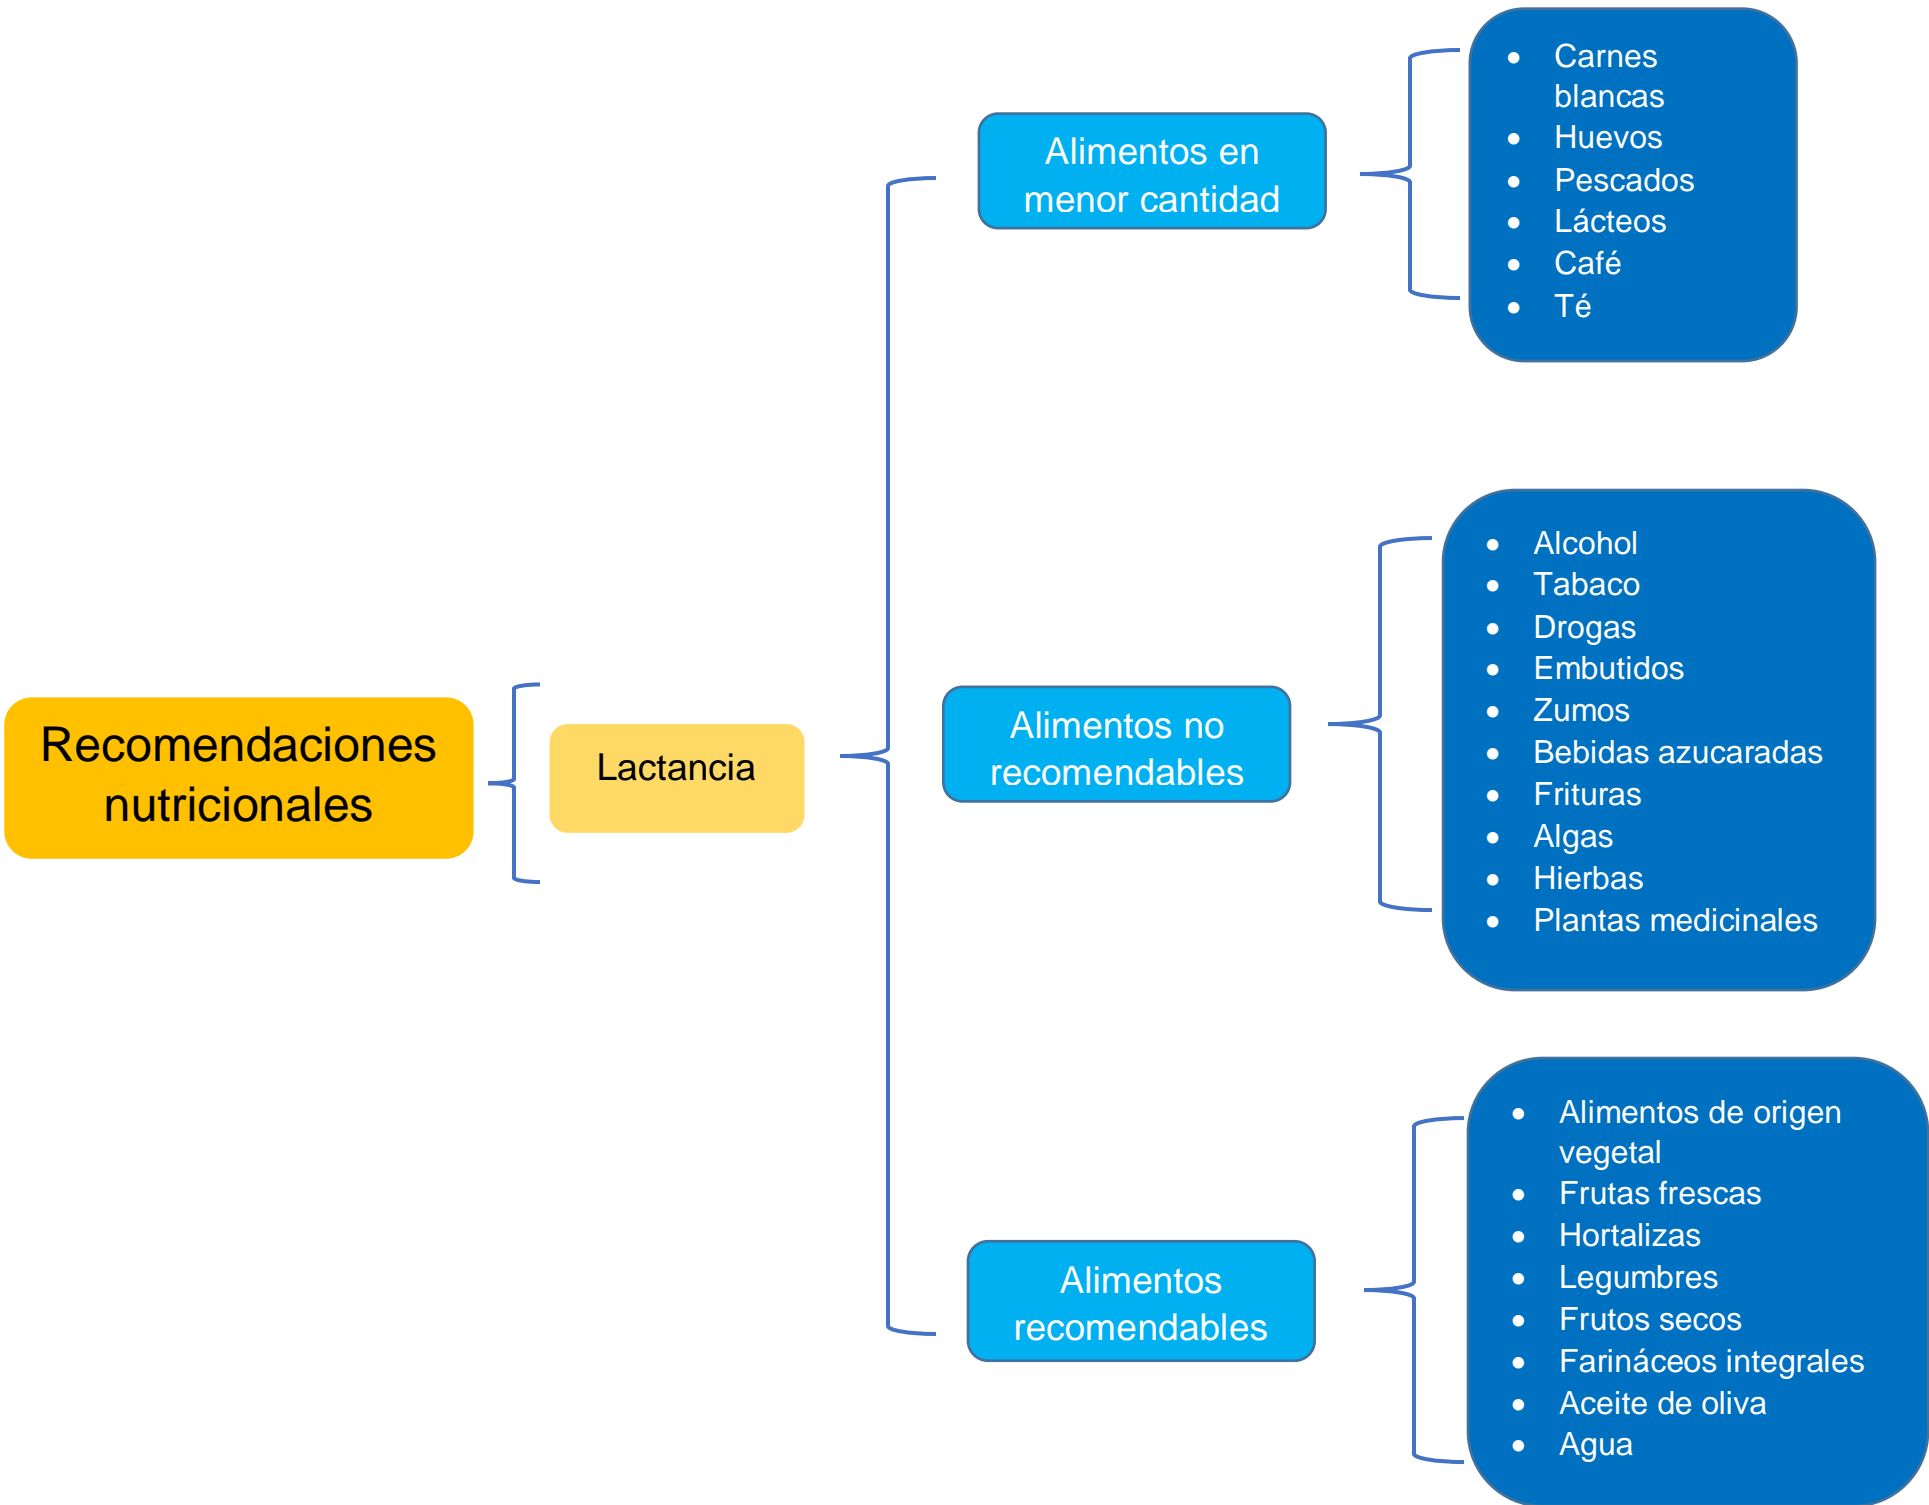 Recomendaciones
nutricionales
Lactancia
Alimentos en
menor cantidad
• Carnes
blancas
• Huevos
• Pescados
• Lácteos
• Café
• Té
Alimentos no
recomendables
• Alcohol
• Tabaco
• Drogas
• Embutidos
• Zumos
• Bebidas azucaradas
• Frituras
• Algas
• Hierbas
• Plantas medicinales
Alimentos
recomendables
• Alimentos de origen
vegetal
• Frutas frescas
• Hortalizas
• Legumbres
• Frutos secos
• Farináceos integrales
• Aceite de oliva
• Agua